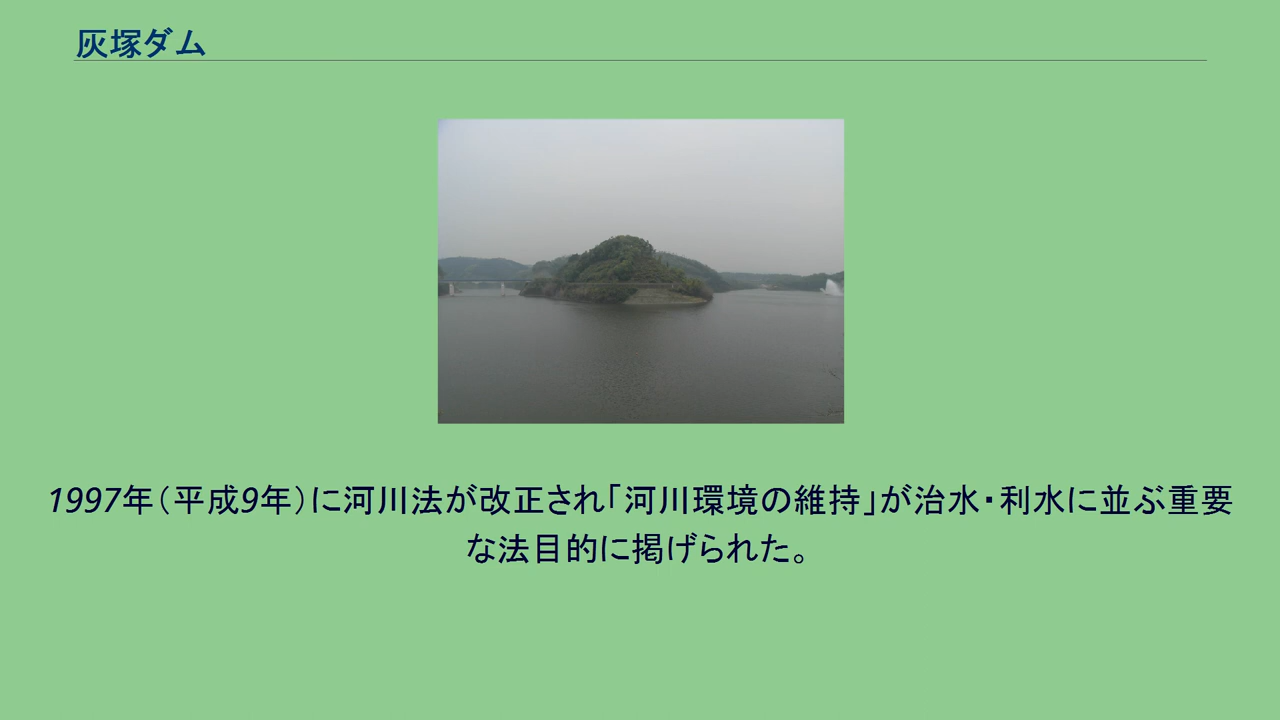 灰塚ダム
1997年（平成9年）に河川法が改正され「河川環境の維持」が治水・利水に並ぶ重要
な法目的に掲げられた。